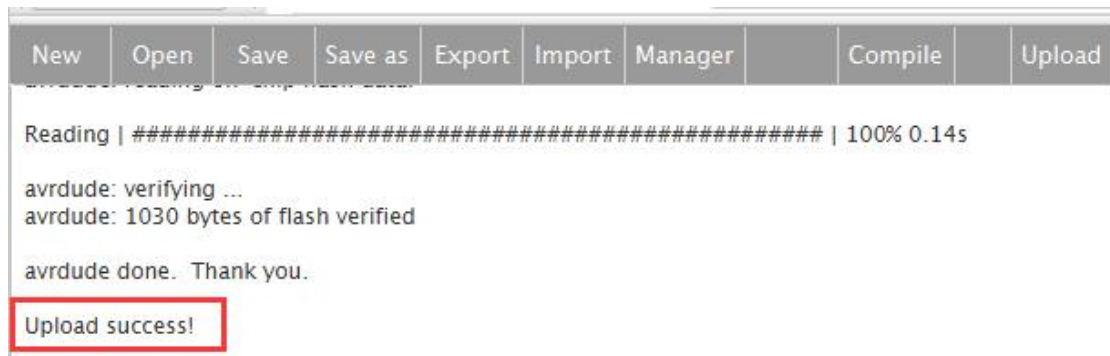 New Open Save Save as Export Import Manager Compile Upload
Reading | ################################################## | 100% 0.14s
avrdude: verifying ...
avrdude: 1030 bytes of flash verified
avrdude done. Thank you.
Upload success!